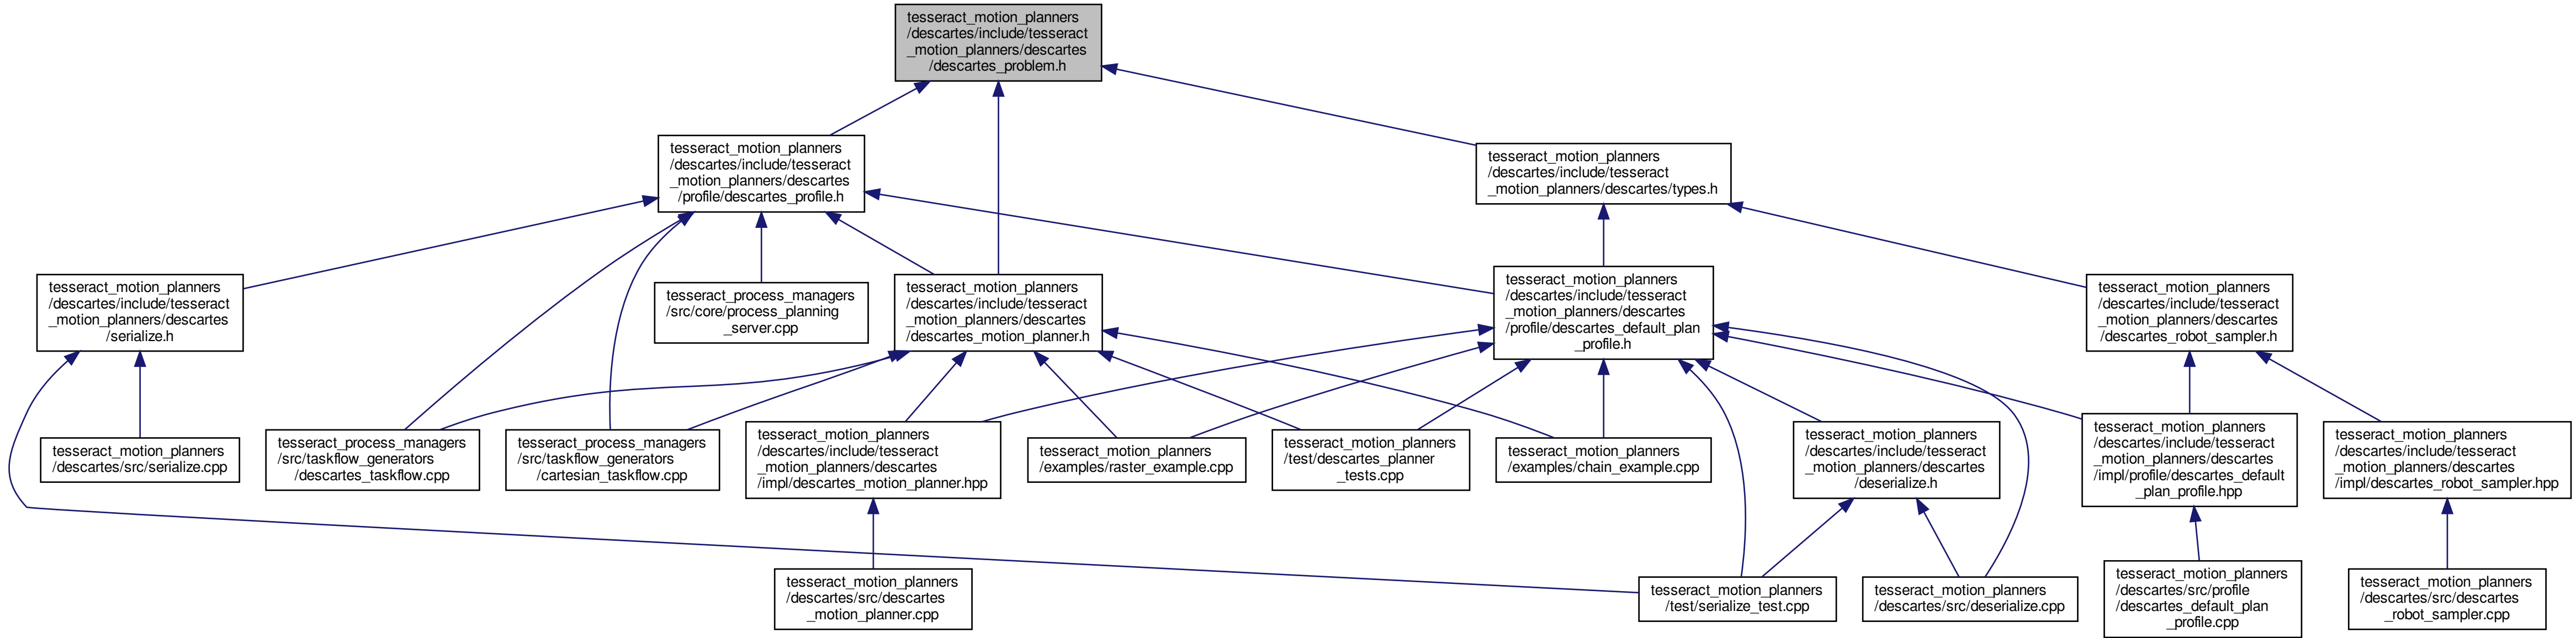 tesseract_motion_planners
/descartes/include/tesseract
_motion_planners/descartes
/descartes_problem.h
tesseract_motion_planners
/descartes/include/tesseract
_motion_planners/descartes
/profile/descartes_profile.h
tesseract_motion_planners
/descartes/include/tesseract
_motion_planners/descartes/types.h
tesseract_motion_planners
/descartes/include/tesseract
_motion_planners/descartes
/serialize.h
tesseract_process_managers
/src/core/process_planning
_server.cpp
tesseract_motion_planners
/descartes/include/tesseract
_motion_planners/descartes
/descartes_motion_planner.h
tesseract_motion_planners
/descartes/include/tesseract
_motion_planners/descartes
/profile/descartes_default_plan
_profile.h
tesseract_motion_planners
/descartes/include/tesseract
_motion_planners/descartes
/descartes_robot_sampler.h
tesseract_motion_planners
/descartes/src/serialize.cpp
tesseract_process_managers
/src/taskflow_generators
/descartes_taskflow.cpp
tesseract_process_managers
/src/taskflow_generators
/cartesian_taskflow.cpp
tesseract_motion_planners
/descartes/include/tesseract
_motion_planners/descartes
/impl/descartes_motion_planner.hpp
tesseract_motion_planners
/examples/raster_example.cpp
tesseract_motion_planners
/test/descartes_planner
_tests.cpp
tesseract_motion_planners
/examples/chain_example.cpp
tesseract_motion_planners
/descartes/include/tesseract
_motion_planners/descartes
/deserialize.h
tesseract_motion_planners
/descartes/include/tesseract
_motion_planners/descartes
/impl/profile/descartes_default
_plan_profile.hpp
tesseract_motion_planners
/descartes/include/tesseract
_motion_planners/descartes
/impl/descartes_robot_sampler.hpp
tesseract_motion_planners
/descartes/src/descartes
_motion_planner.cpp
tesseract_motion_planners
/test/serialize_test.cpp
tesseract_motion_planners
/descartes/src/deserialize.cpp
tesseract_motion_planners
/descartes/src/profile
/descartes_default_plan
_profile.cpp
tesseract_motion_planners
/descartes/src/descartes
_robot_sampler.cpp